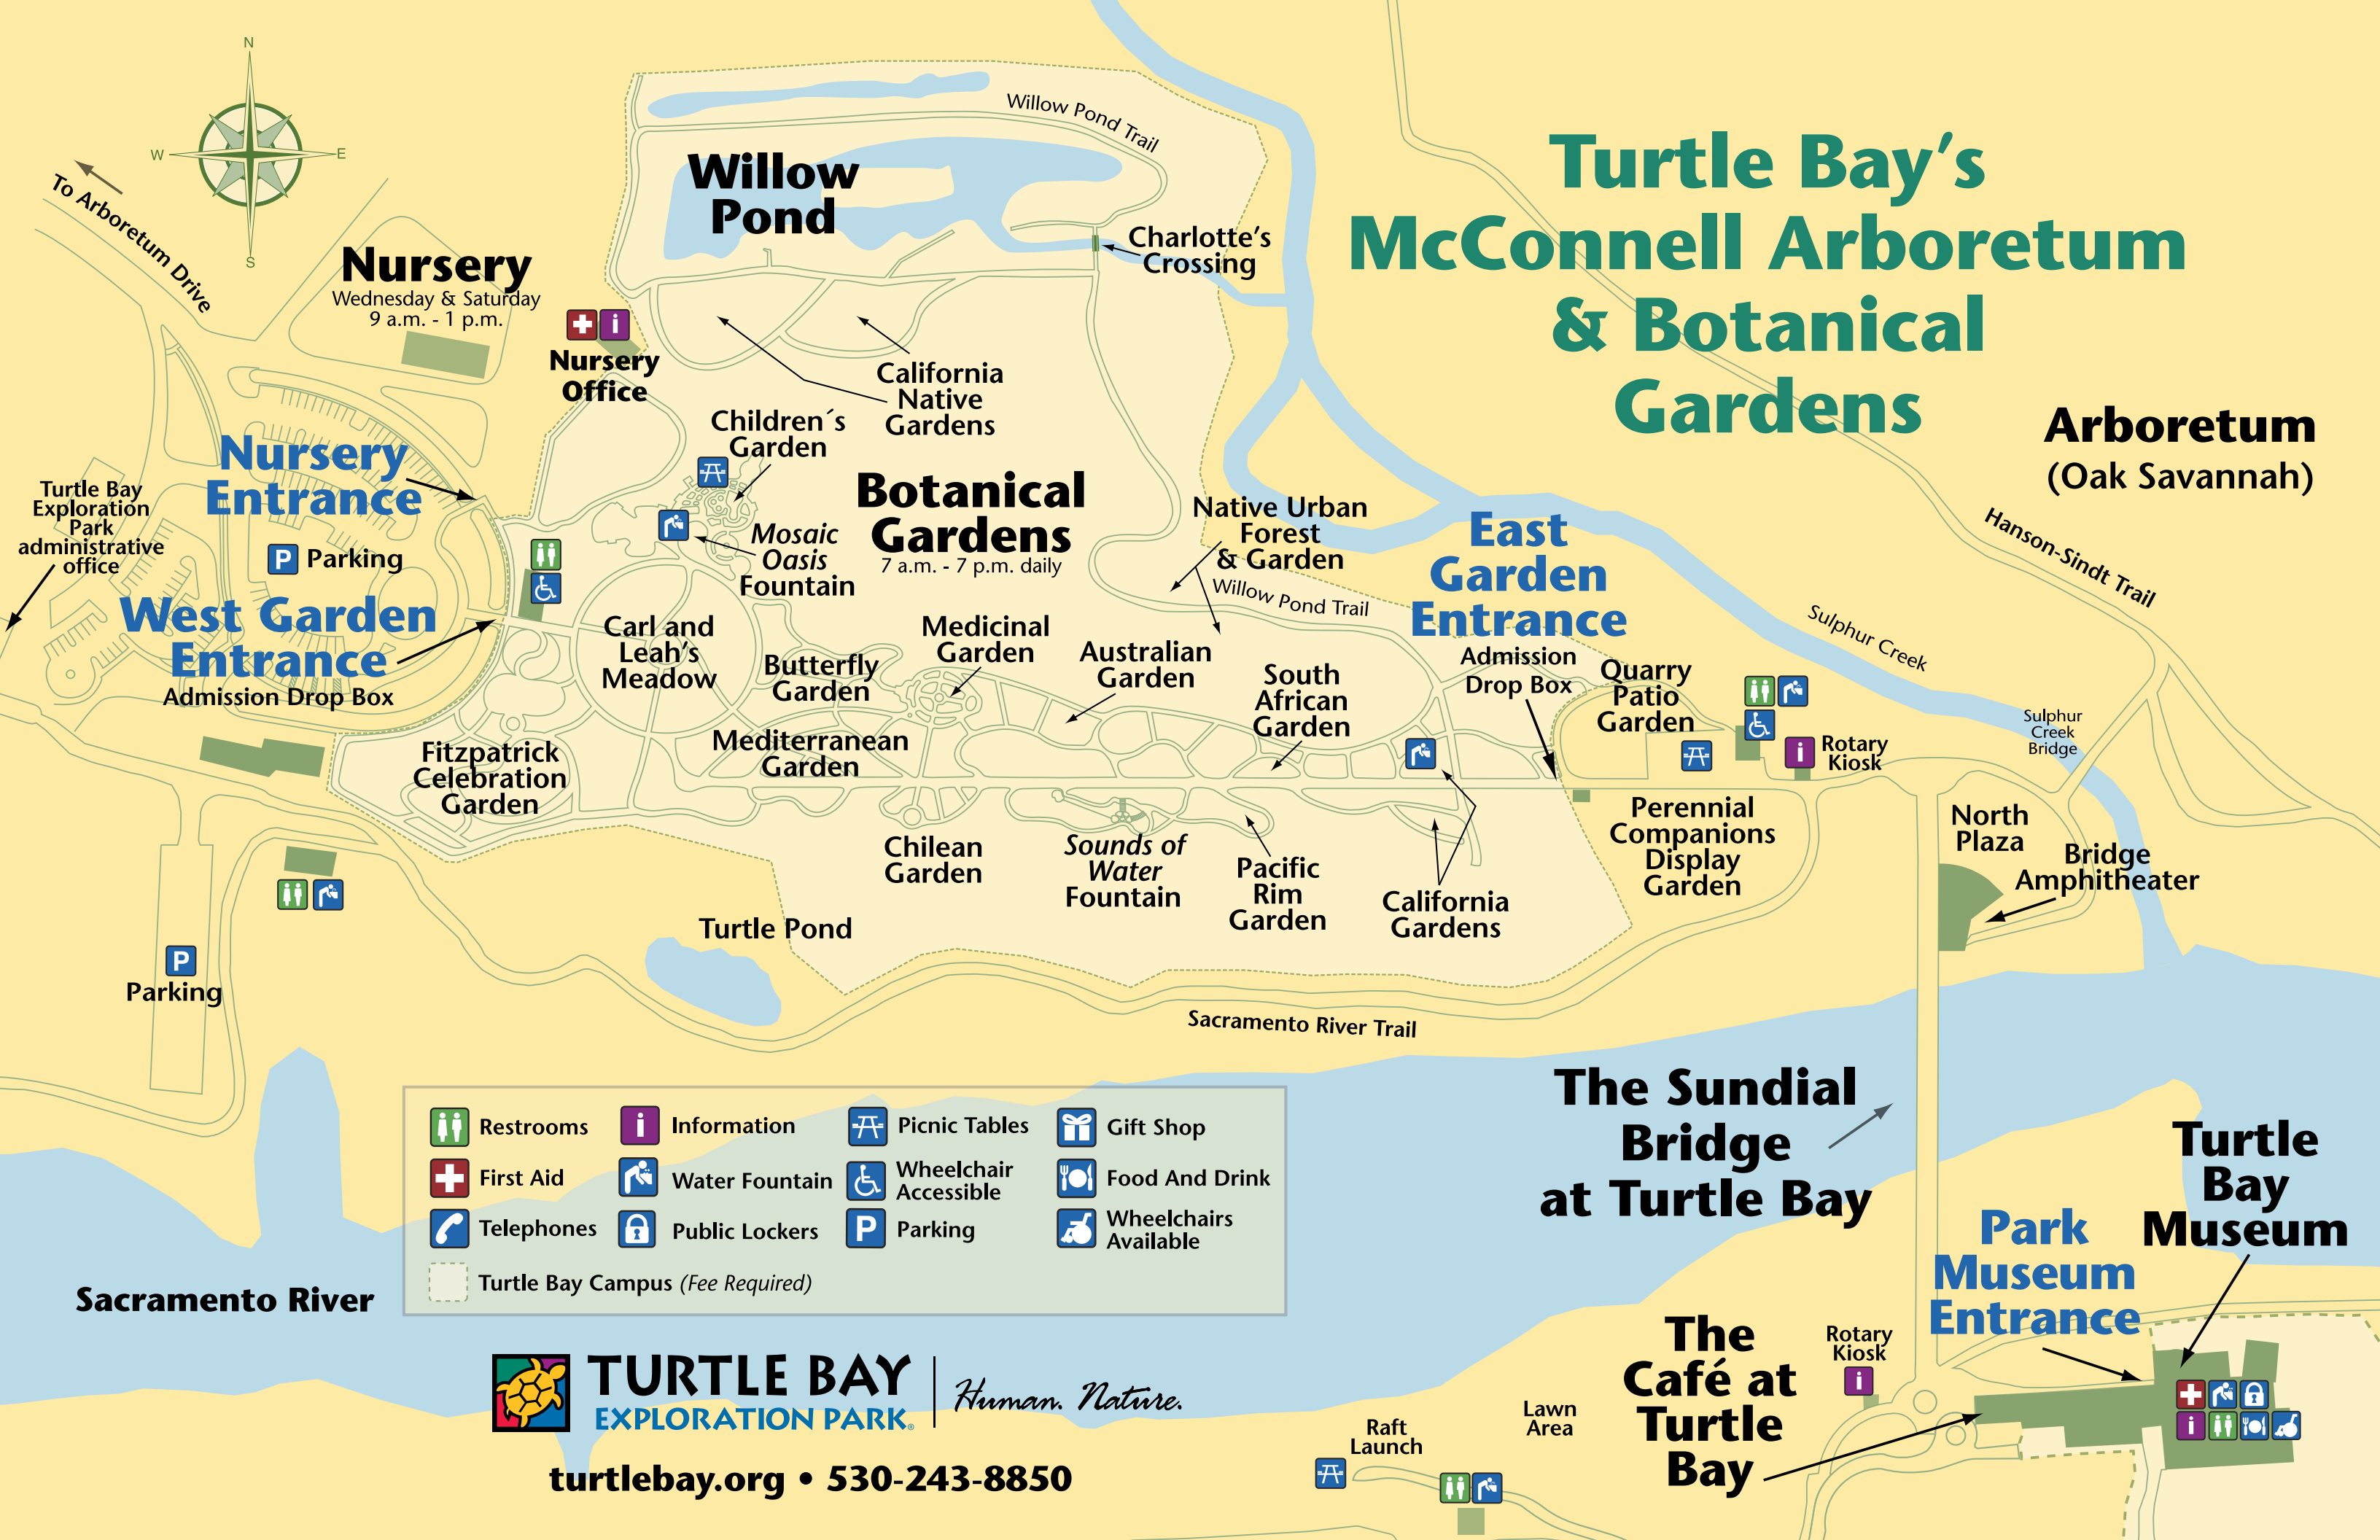 N
W
E
S
To Arboretum Drive
Nursery
Wednesday & Saturday
9 a.m. - 1 p.m.
Willow
Pond
Willow Pond Trail
Charlotte's
Crossing
Turtle Bay's
McConnell Arboretum
& Botanical
Gardens
Arboretum
(Oak Savannah)
Hanson-Sindt Trail
i
Nursery
Office
California
Native
Gardens
Children´s
Garden
Nursery
Entrance
Turtle Bay
Exploration
Park
administrative
office
P
Parking
West Garden
Entrance
Admission Drop Box
Mosaic
Oasis
Fountain
Botanical
Gardens
7 a.m. - 7 p.m. daily
Native Urban
Forest
& Garden
Willow Pond Trail
East
Garden
Entrance
Admission
Drop Box
Sulphur Creek
Carl and
Leah's
Meadow
Butterfly
Garden
Medicinal
Garden
Australian
Garden
South
African
Garden
Quarry
Patio
Garden
i
Rotary
Kiosk
Sulphur
Creek
Bridge
Fitzpatrick
Celebration
Garden
Mediterranean
Garden
Chilean
Garden
Sounds of
Water
Fountain
Pacific
Rim
Garden
California
Gardens
Perennial
Companions
Display
Garden
North
Plaza
Bridge
Amphitheater
P
Parking
Turtle Pond
Sacramento River Trail
Restrooms
i
Information
Picnic Tables
Gift Shop
First Aid
Water Fountain
Wheelchair
Accessible
Food And Drink
Telephones
Public Lockers
P
Parking
Wheelchairs
Available
Turtle Bay Campus (Fee Required)
The Sundial
Bridge
at Turtle Bay
Turtle
Bay
Museum
Park
Museum
Entrance
Sacramento River
The
Café at
Turtle
Bay
Rotary
Kiosk
i
i
Lawn
Area
Raft
Launch
TURTLE BAY
EXPLORATION PARK®
Human. Nature.
turtlebay.org • 530-243-8850